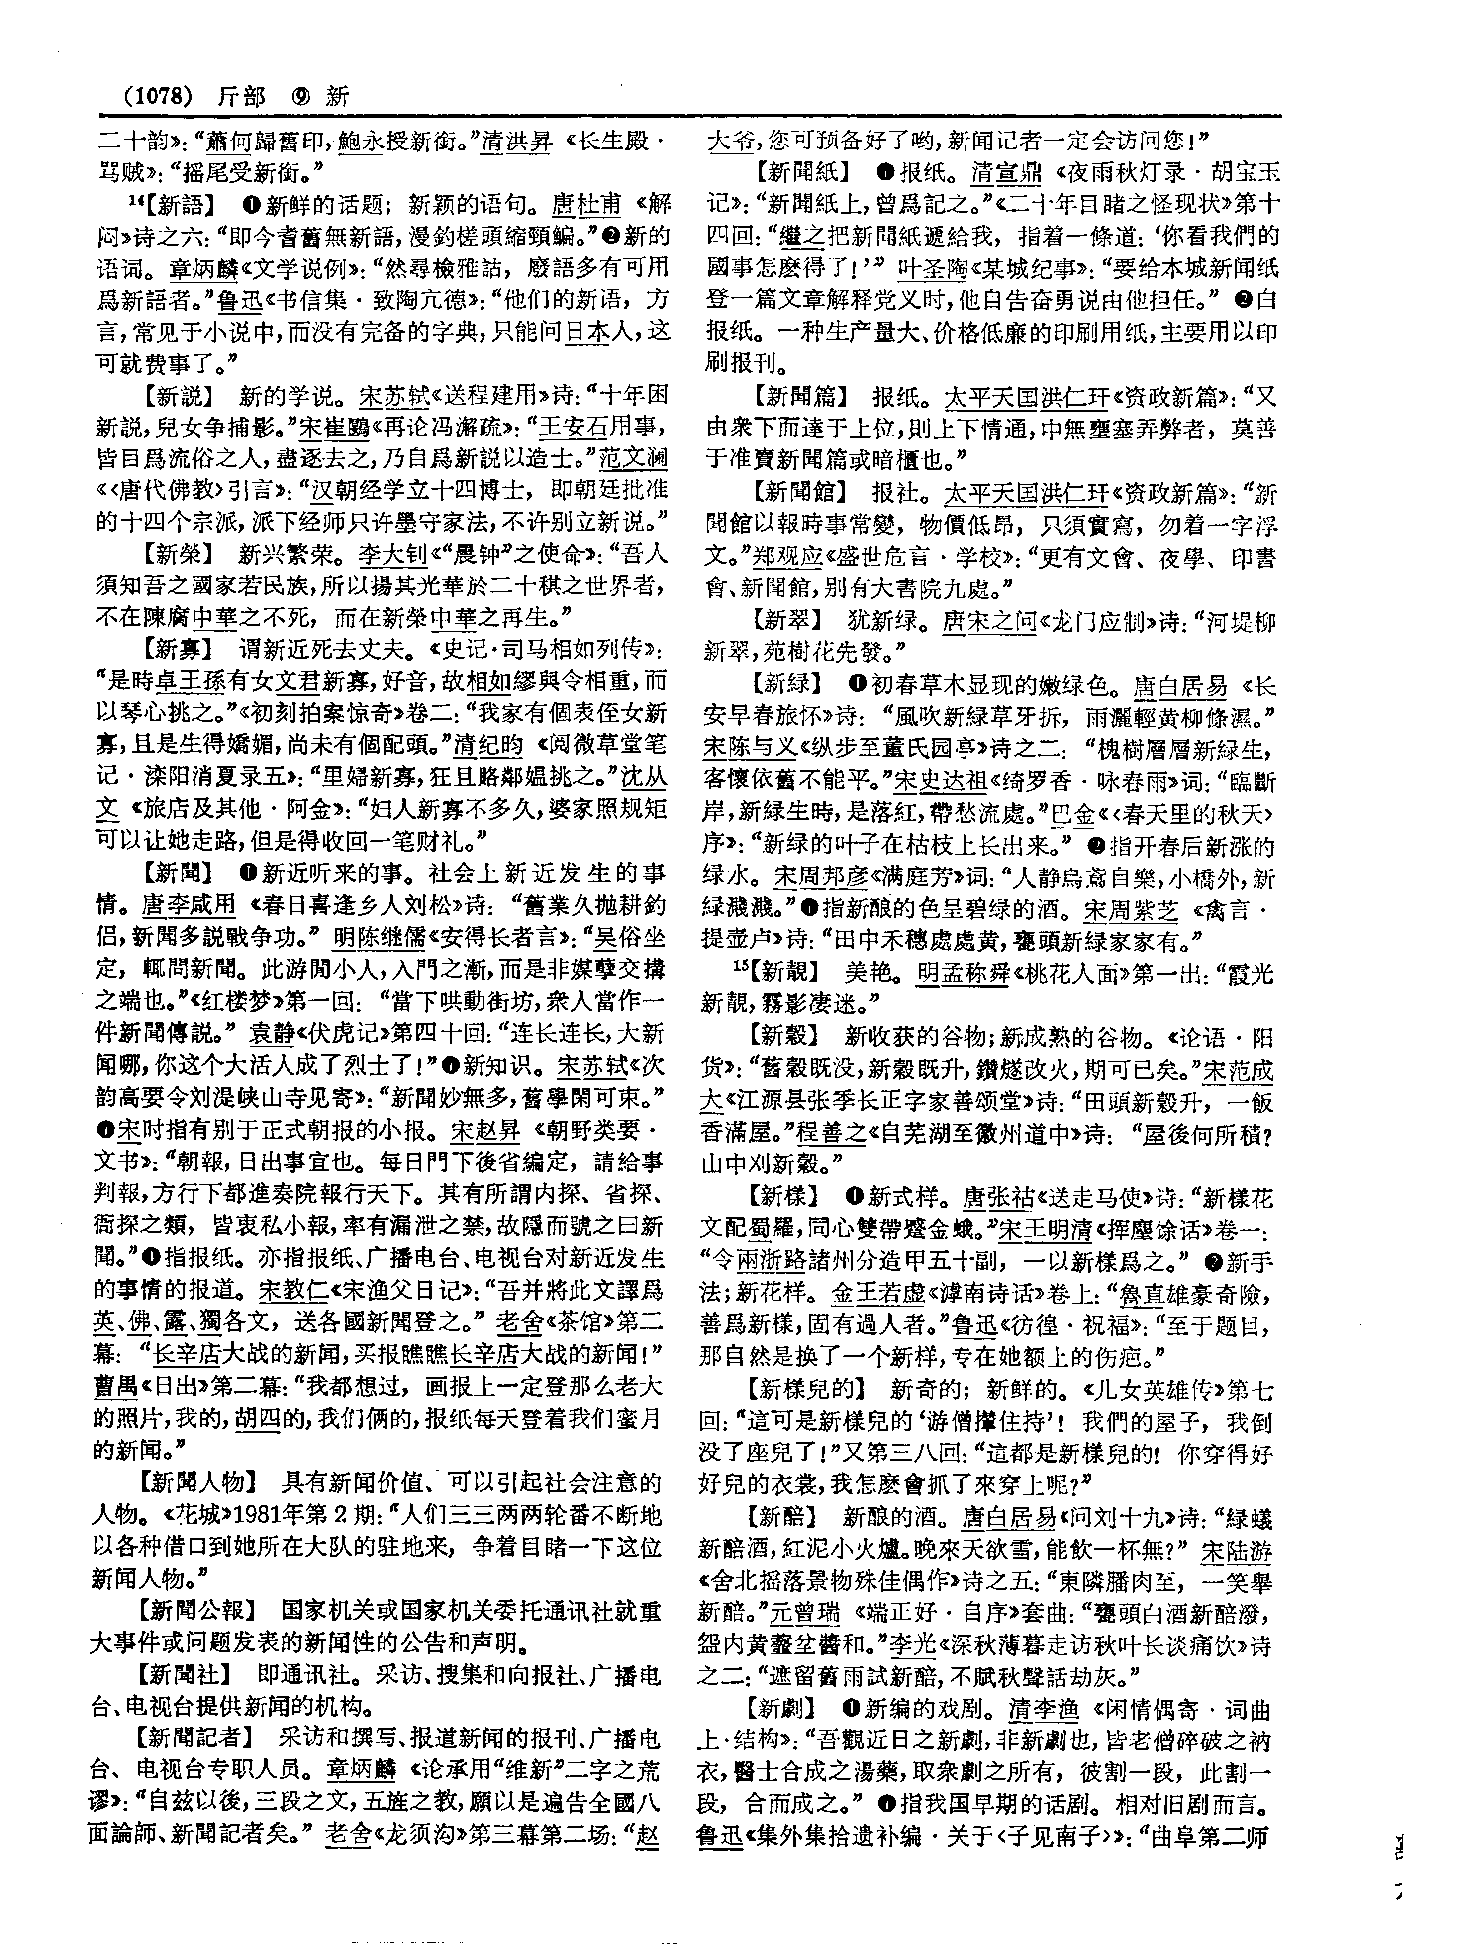 (1078) 斤部 ⑨ 新
二十韵》：“蕭何歸舊印，鮑永授新銜。”清洪昇《长生殿·
骂贼》：“摇尾受新銜。”
14【新語】 ❶新鲜的话题；新颖的语句。唐杜甫《解
闷》诗之六：“即今耆舊無新語，漫釣槎頭縮頸鯿。”❷新的
语词。章炳麟《文学说例》：“然尋檢雅詁，廢語多有可用
爲新語者。”鲁迅《书信集·致陶亢德》：“他们的新语，方
言，常见于小说中，而没有完备的字典，只能问日本人，这
可就费事了。”
【新説】 新的学说。宋苏轼《送程建用》诗：“十年困
新説，兒女争捕影。”宋崔鶠《再论冯澥疏》：“王安石用事，
皆目爲流俗之人，盡逐去之，乃自爲新説以造士。”范文澜
《〈唐代佛教〉引言》：“汉朝经学立十四博士，即朝廷批准
的十四个宗派，派下经师只许墨守家法，不许别立新说。”
【新榮】 新兴繁荣。李大钊《“晨钟”之使命》：“吾人
須知吾之國家若民族，所以揚其光華於二十稘之世界者，
不在陳腐中華之不死，而在新榮中華之再生。”
【新寡】 谓新近死去丈夫。《史记·司马相如列传》：
“是時卓王孫有女文君新寡，好音，故相如繆與令相重，而
以琴心挑之。”《初刻拍案惊奇》卷二：“我家有個表侄女新
寡，且是生得嬌媚，尚未有個配頭。”清纪昀《阅微草堂笔
记·滦阳消夏录五》：“里婦新寡，狂且賂鄰媪挑之。”沈从
文《旅店及其他·阿金》：“妇人新寡不多久，婆家照规矩
可以让她走路，但是得收回一笔财礼。”
【新聞】 ❶新近听来的事。社会上新近发生的事
情。唐李咸用《春日喜逢乡人刘松》诗：“舊業久抛耕釣
侣，新聞多説戰争功。”明陈继儒《安得长者言》：“吴俗坐
定，輒問新聞。此游閒小人，入門之漸，而是非媒孽交搆
之端也。”《红楼梦》第一回：“當下哄動街坊，衆人當作一
件新聞傳説。”袁静《伏虎记》第四十回：“连长连长，大新
闻哪，你这个大活人成了烈士了！”❷新知识。宋苏轼《次
韵高要令刘湜峡山寺见寄》：“新聞妙無多，舊學閑可束。”
❸宋时指有别于正式朝报的小报。宋赵昇《朝野类要·
文书》：“朝報，日出事宜也。每日門下後省编定，請給事
判報，方行下都進奏院報行天下。其有所謂内探、省探、
衙探之類，皆衷私小報，率有漏泄之禁，故隱而號之曰新
聞。”❹指报纸。亦指报纸、广播电台、电视台对新近发生
的事情的报道。宋教仁《宋渔父日记》：“吾并將此文譯爲
英、佛、露、獨各文，送各國新聞登之。”老舍《茶馆》第二
幕：“长辛店大战的新闻，买报瞧瞧长辛店大战的新闻！”
曹禺《日出》第二幕：“我都想过，画报上一定登那么老大
的照片，我的，胡四的，我们俩的，报纸每天登着我们蜜月
的新闻。”
【新聞人物】 具有新闻价值、可以引起社会注意的
人物。《花城》1981年第2期：“人们三三两两轮番不断地
以各种借口到她所在大队的驻地来，争着目睹一下这位
新闻人物。”
【新聞公報】 国家机关或国家机关委托通讯社就重
大事件或问题发表的新闻性的公告和声明。
【新聞社】 即通讯社。采访、搜集和向报社、广播电
台、电视台提供新闻的机构。
【新聞記者】 采访和撰写、报道新闻的报刊、广播电
台、电视台专职人员。章炳麟《论承用“维新”二字之荒
谬》：“自兹以後，三段之文，五旌之教，願以是遍告全國八
面論師、新聞記者矣。”老舍《龙须沟》第三幕第二场：“赵
大爷，您可预备好了哟，新闻记者一定会访问您！”
【新聞紙】 ❶报纸。清宣鼎《夜雨秋灯录·胡宝玉
记》：“新聞紙上，曾爲記之。”《二十年目睹之怪现状》第十
四回：“繼之把新聞紙遞給我，指着一條道：‘你看我們的
國事怎麽得了！’”叶圣陶《某城纪事》：“要给本城新闻纸
登一篇文章解释党义时，他自告奋勇说由他担任。”❷白
报纸。一种生产量大、价格低廉的印刷用纸，主要用以印
刷报刊。
【新聞篇】 报纸。太平天国洪仁玕《资政新篇》：“又
由衆下而達于上位，則上下情通，中無壅塞弄弊者，莫善
于准賣新聞篇或暗櫃也。”
【新聞館】 报社。太平天国洪仁玕《资政新篇》：“新
聞館以報時事常變，物價低昂，只須實寫，勿着一字浮
文。”郑观应《盛世危言·学校》：“更有文會、夜學、印書
會、新聞館，别有大書院九處。”
【新翠】 犹新绿。唐宋之问《龙门应制》诗：“河堤柳
新翠，苑樹花先發。”
【新緑】 ❶初春草木显现的嫩绿色。唐白居易《长
安早春旅怀》诗：“風吹新緑草牙拆，雨灑輕黄柳條濕。”
宋陈与义《纵步至董氏园亭》诗之二：“槐樹層層新緑生，
客懷依舊不能平。”宋史达祖《绮罗香·咏春雨》词：“臨斷
岸，新緑生時，是落紅，帶愁流處。”巴金《〈春天里的秋天〉
序》：“新绿的叶子在枯枝上长出来。”❷指开春后新涨的
绿水。宋周邦彦《满庭芳》词：“人静烏鳶自樂，小橋外，新
緑濺濺。”❸指新酿的色呈碧绿的酒。宋周紫芝《禽言·
提壶卢》诗：“田中禾穗處處黄，甕頭新緑家家有。”
15【新靚】 美艳。明孟称舜《桃花人面》第一出：“霞光
新靚，霧影凄迷。”
【新穀】 新收获的谷物；新成熟的谷物。《论语·阳
货》：“舊穀既没，新穀既升，鑽燧改火，期可已矣。”宋范成
大《江源县张季长正字家善颂堂》诗：“田頭新穀升，一飯
香滿屋。”程善之《自芜湖至徽州道中》诗：“屋後何所積？
山中刈新穀。”
【新樣】 ❶新式样。唐张祜《送走马使》诗：“新樣花
文配蜀羅，同心雙帶蹙金蛾。”宋王明清《挥麈馀话》卷一：
“令兩浙路諸州分造甲五十副，一以新樣爲之。”❷新手
法；新花样。金王若虚《滹南诗话》卷上：“魯直雄豪奇險，
善爲新樣，固有過人者。”鲁迅《彷徨·祝福》：“至于题目，
那自然是换了一个新样，专在她额上的伤疤。”
【新樣兒的】 新奇的；新鲜的。《儿女英雄传》第七
回：“這可是新樣兒的‘游僧攆住持’！我們的屋子，我倒
没了座兒了！”又第三八回：“這都是新樣兒的！你穿得好
好兒的衣裳，我怎麽會抓了來穿上呢？”
【新醅】 新酿的酒。唐白居易《问刘十九》诗：“緑蟻
新醅酒，紅泥小火爐。晚來天欲雪，能飲一杯無？”宋陆游
《舍北摇落景物殊佳偶作》诗之五：“東隣膰肉至，一笑舉
新醅。”元曾瑞《端正好·自序》套曲：“甕頭白酒新醅潑，
盌内黄虀坌醬和。”李光《深秋薄暮走访秋叶长谈痛饮》诗
之二：“遮留舊雨試新醅，不賦秋聲話劫灰。”
【新劇】 ❶新编的戏剧。清李渔《闲情偶寄·词曲
上·结构》：“吾觀近日之新劇，非新劇也，皆老僧碎破之衲
衣，醫士合成之湯藥，取衆劇之所有，彼割一段，此割一
段，合而成之。”❷指我国早期的话剧。相对旧剧而言。
鲁迅《集外集拾遗补编·关于〈子见南子〉》：“曲阜第二师